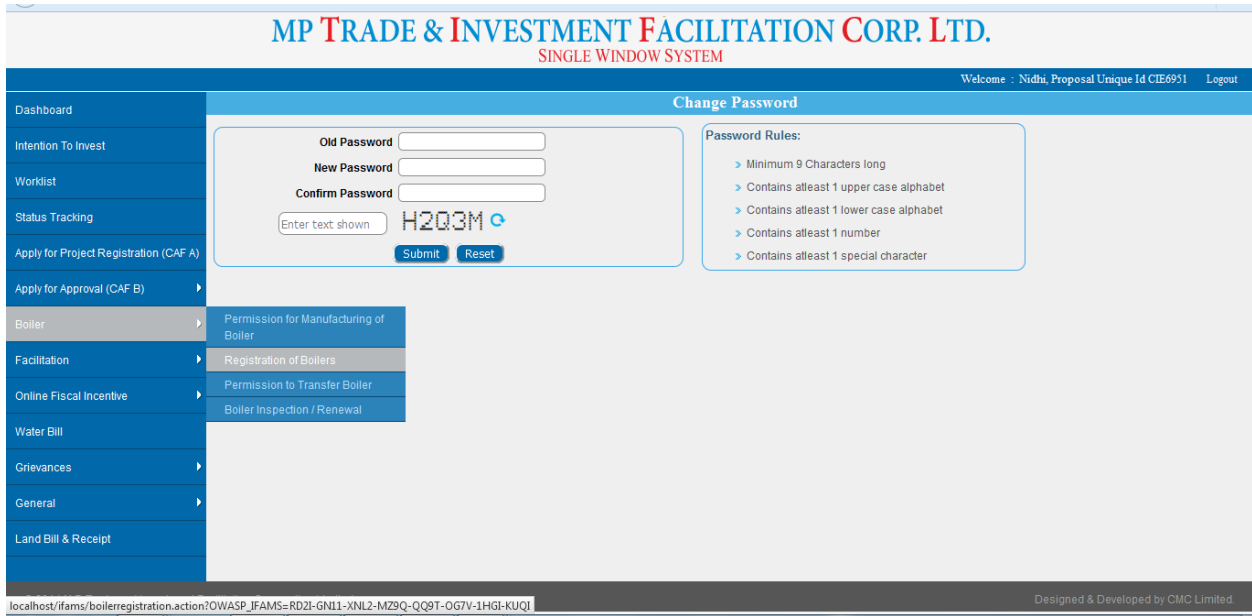 MP TRADE & INVESTMENT FACILITATION CORP. LTD.
SINGLE WINDOW SYSTEM
Welcome : Nidhi, Proposal Unique Id CIE6951 Logout
Change Password
Dashboard
Intention To Invest
Worklist
Status Tracking
Apply for Project Registration (CAF A)
Apply for Approval (CAF B)
Boiler
Facilitation
Online Fiscal Incentive
Water Bill
Grievances
General
Land Bill & Receipt
Permission for Manufacturing of
Boiler
Registration of Boilers
Permission to Transfer Boiler
Boiler Inspection / Renewal
Old Password
New Password
Confirm Password
Enter text shown H2Q3M
Submit Reset
Password Rules:
Minimum 9 Characters long
Contains atleast 1 upper case alphabet
Contains atleast 1 lower case alphabet
Contains atleast 1 number
Contains atleast 1 special character
localhost/ifams/boilerregistration.action?OWASP_IFAMS=RD2I-GN11-XNL2-MZ9Q-QQ9T-OG7V-1HGI-KUQI
Designed & Developed by CMC Limited.